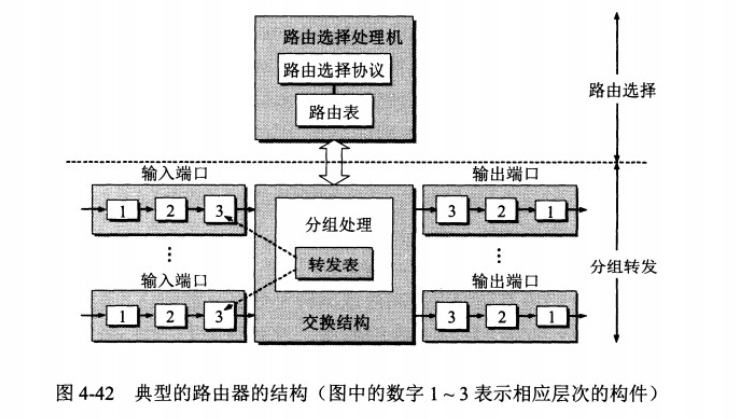 路由选择处理机
路由选择协议
路由表
路由选择
输入端口
输出端口
1 2 3
分组处理
3 2 1
转发表
分组转发
输入端口
输出端口
1 2 3
交换结构
3 2 1
图 4-42 典型的路由器的结构（图中的数字 1 ~ 3 表示相应层次的构件）